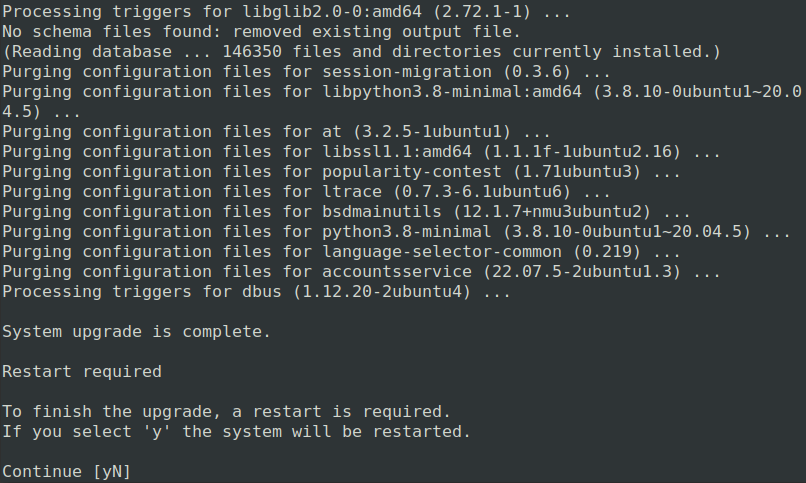 Processing triggers for libglib2.0-0:amd64 (2.72.1-1) ...
No schema files found: removed existing output file.
(Reading database ... 146350 files and directories currently installed.)
Purging configuration files for session-migration (0.3.6) ...
Purging configuration files for libpython3.8-minimal:amd64 (3.8.10-0ubuntu1~20.0
4.5) ...
Purging configuration files for at (3.2.5-1ubuntu1) ...
Purging configuration files for libssl1.1:amd64 (1.1.1f-1ubuntu2.16) ...
Purging configuration files for popularity-contest (1.71ubuntu3) ...
Purging configuration files for ltrace (0.7.3-6.1ubuntu6) ...
Purging configuration files for bsdmainutils (12.1.7+nmu3ubuntu2) ...
Purging configuration files for python3.8-minimal (3.8.10-0ubuntu1~20.04.5) ...
Purging configuration files for language-selector-common (0.219) ...
Purging configuration files for accountsservice (22.07.5-2ubuntu1.3) ...
Processing triggers for dbus (1.12.20-2ubuntu4) ...
System upgrade is complete.
Restart required
To finish the upgrade, a restart is required.
If you select 'y' the system will be restarted.
Continue [yN]